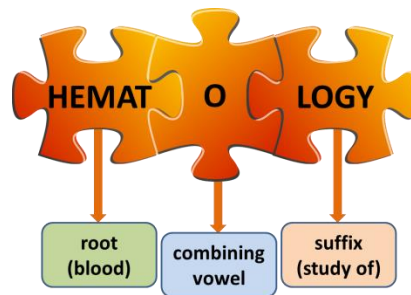 HEMAT O LOGY
root
(blood)
combining
vowel
suffix
(study of)